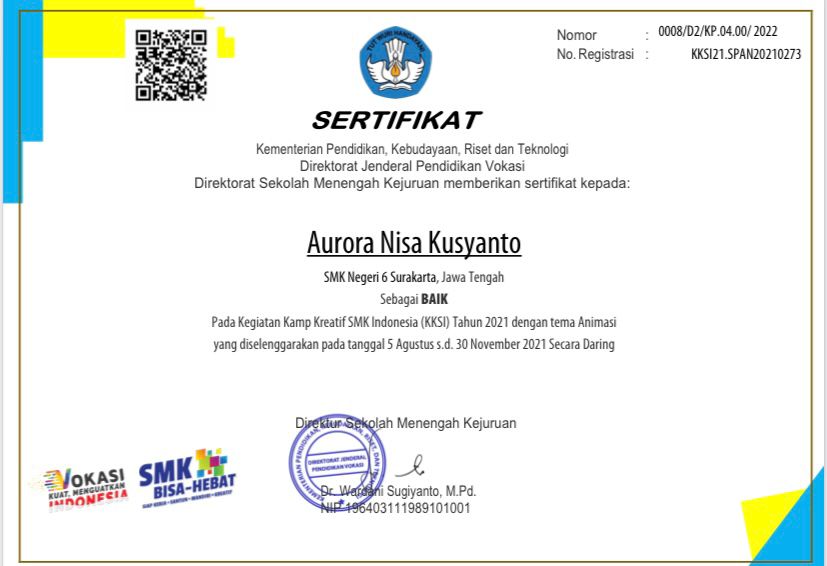 TUT WURI HANDAYANI
Nomor : 0008/D2/KP.04.00/ 2022
No. Registrasi : KKSI21.SPAN20210273
SERTIFIKAT
Kementerian Pendidikan, Kebudayaan, Riset dan Teknologi
Direktorat Jenderal Pendidikan Vokasi
Direktorat Sekolah Menengah Kejuruan memberikan sertifikat kepada:
Aurora Nisa Kusyanto
SMK Negeri 6 Surakarta, Jawa Tengah
Sebagai BAIK
Pada Kegiatan Kamp Kreatif SMK Indonesia (KKSI) Tahun 2021 dengan tema Animasi
yang diselenggarakan pada tanggal 5 Agustus s.d. 30 November 2021 Secara Daring
Direktur Sekolah Menengah Kejuruan
DIREKTORAT JENDERAL
PENDIDIKAN VOKASI
Dr. Wardani Sugiyanto, M.Pd.
NIP 196403111989101001
VOKASI
KUAT, MENGUATKAN
INDONESIA
SMK
BISA-HEBAT
SIAP KERJA • SANTUN • MANDIRI • KREATIF